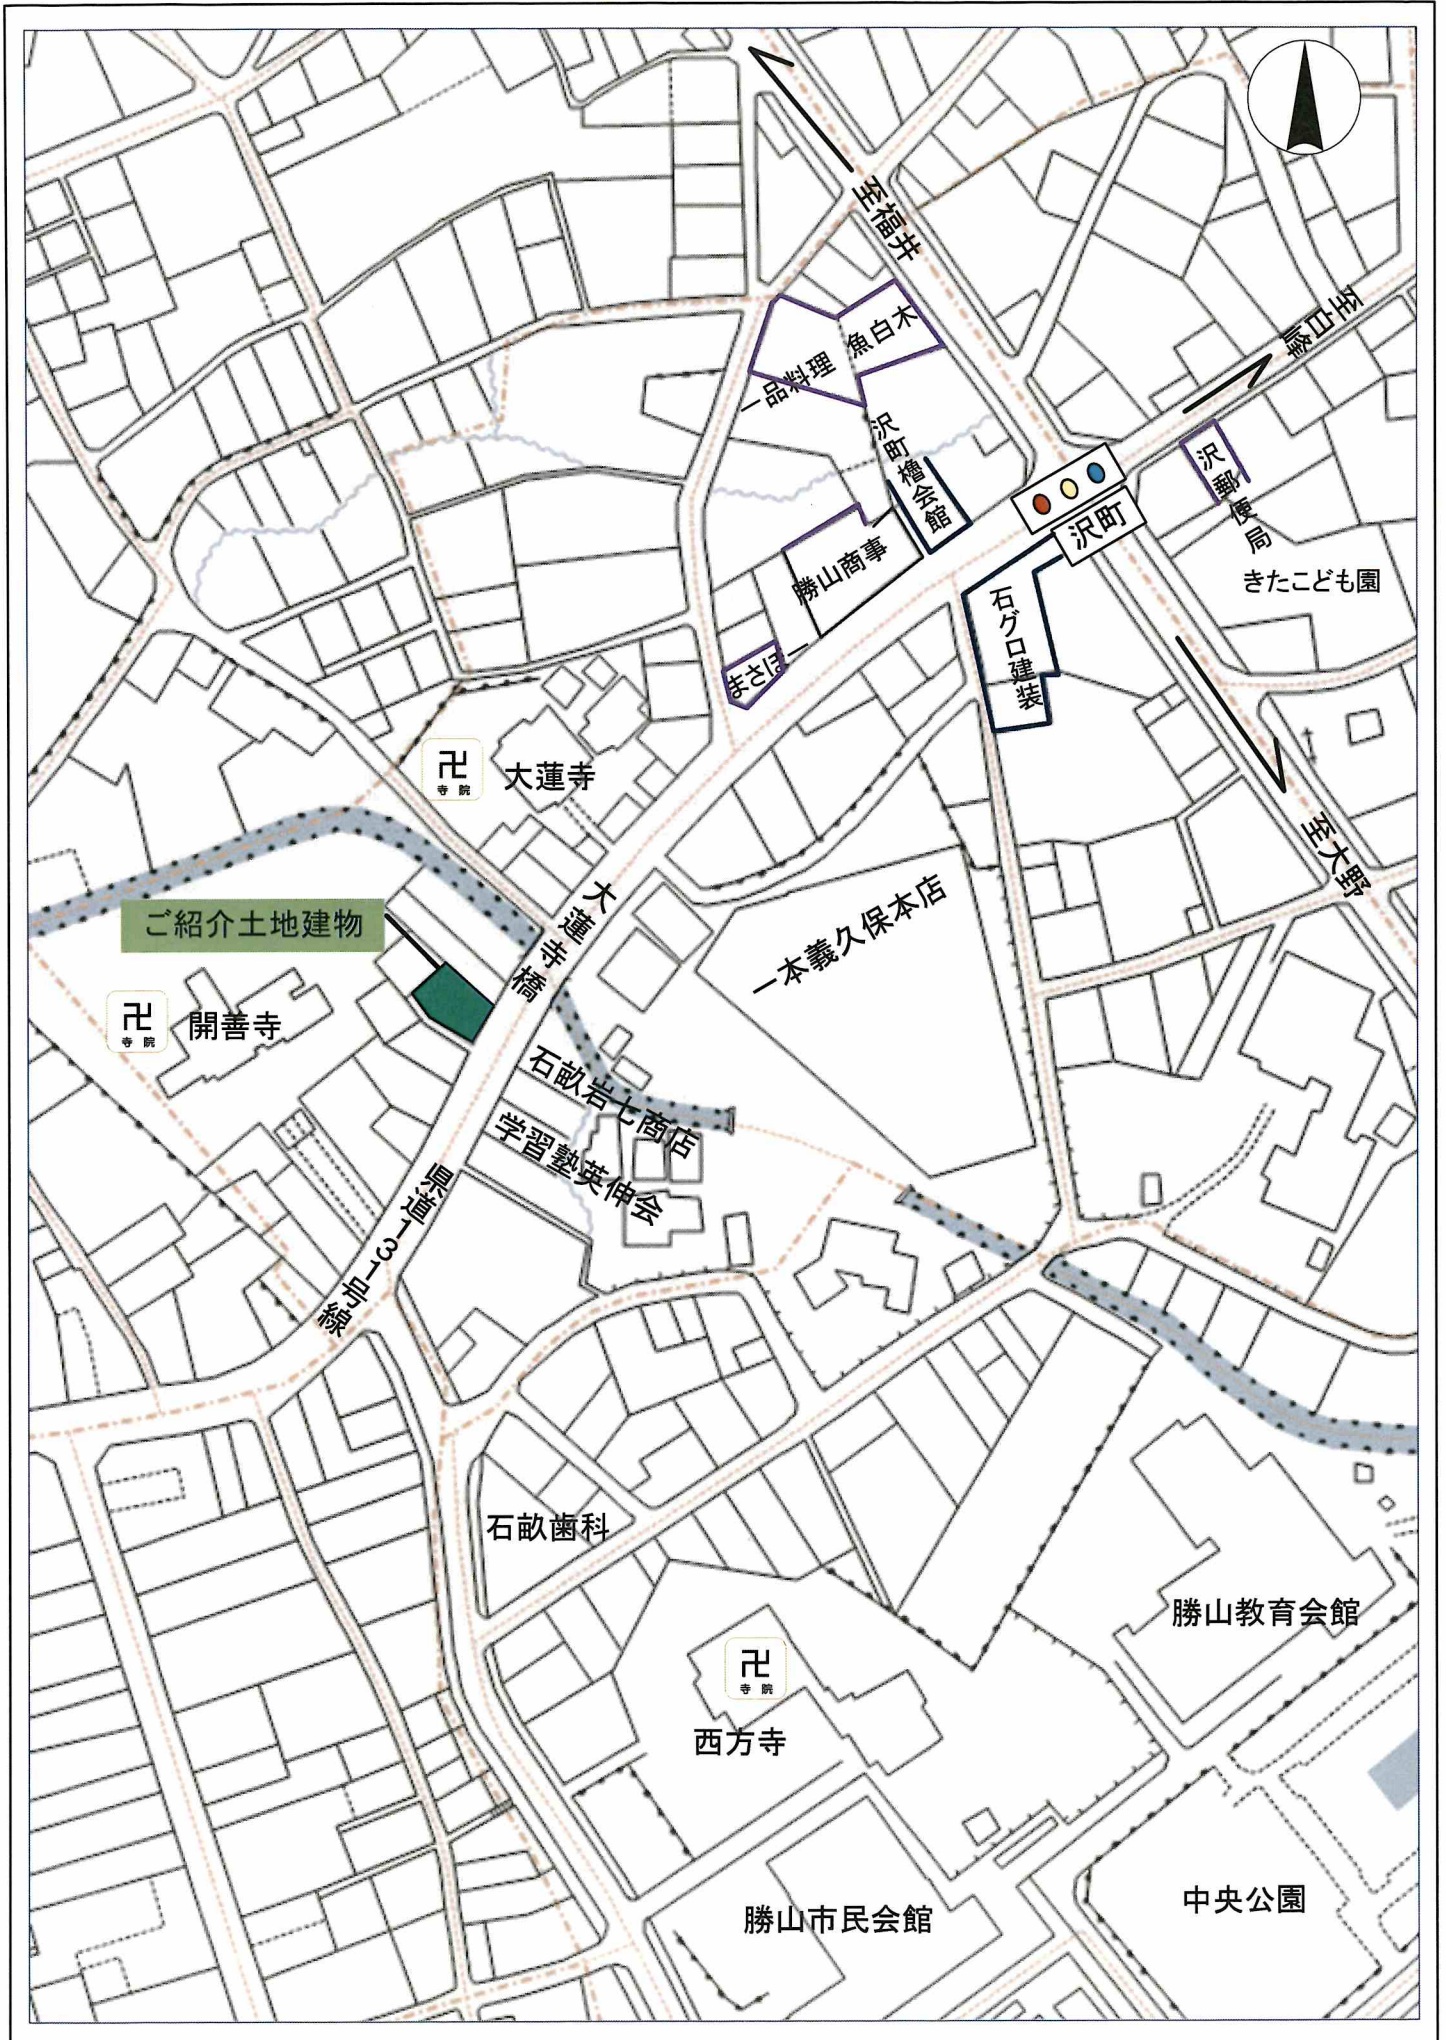 至福井
至白峰
魚白木
一品料理
沢町櫓会館
沢町
沢郵便局
きたこども園
勝山商事
石グロ建装
まさほー
卍
寺院
大蓮寺
至大野
大蓮寺橋
一本義久保本店
ご紹介土地建物
卍
寺院
開善寺
石畝岩七商店
学習塾英伸会
県道131号線
石畝歯科
勝山教育会館
卍
寺院
西方寺
中央公園
勝山市民会館